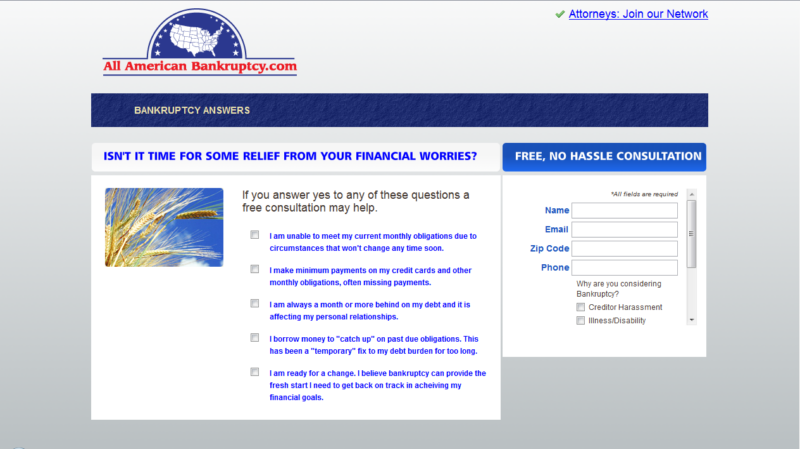 Attorneys: Join our Network
All American Bankruptcy.com
BANKRUPTCY ANSWERS
ISN'T IT TIME FOR SOME RELIEF FROM YOUR FINANCIAL WORRIES?
If you answer yes to any of these questions a
free consultation may help.
I am unable to meet my current monthly obligations due to
circumstances that won't change any time soon.
I make minimum payments on my credit cards and other
monthly obligations, often missing payments.
I am always a month or more behind on my debt and it is
affecting my personal relationships.
I borrow money to "catch up" on past due obligations. This
has been a "temporary" fix to my debt burden for too long.
I am ready for a change. I believe bankruptcy can provide the
fresh start I need to get back on track in acheiving my
financial goals.
FREE, NO HASSLE CONSULTATION
*All fields are required
Name
Email
Zip Code
Phone
Why are you considering
Bankruptcy?
Creditor Harassment
Illness/Disability